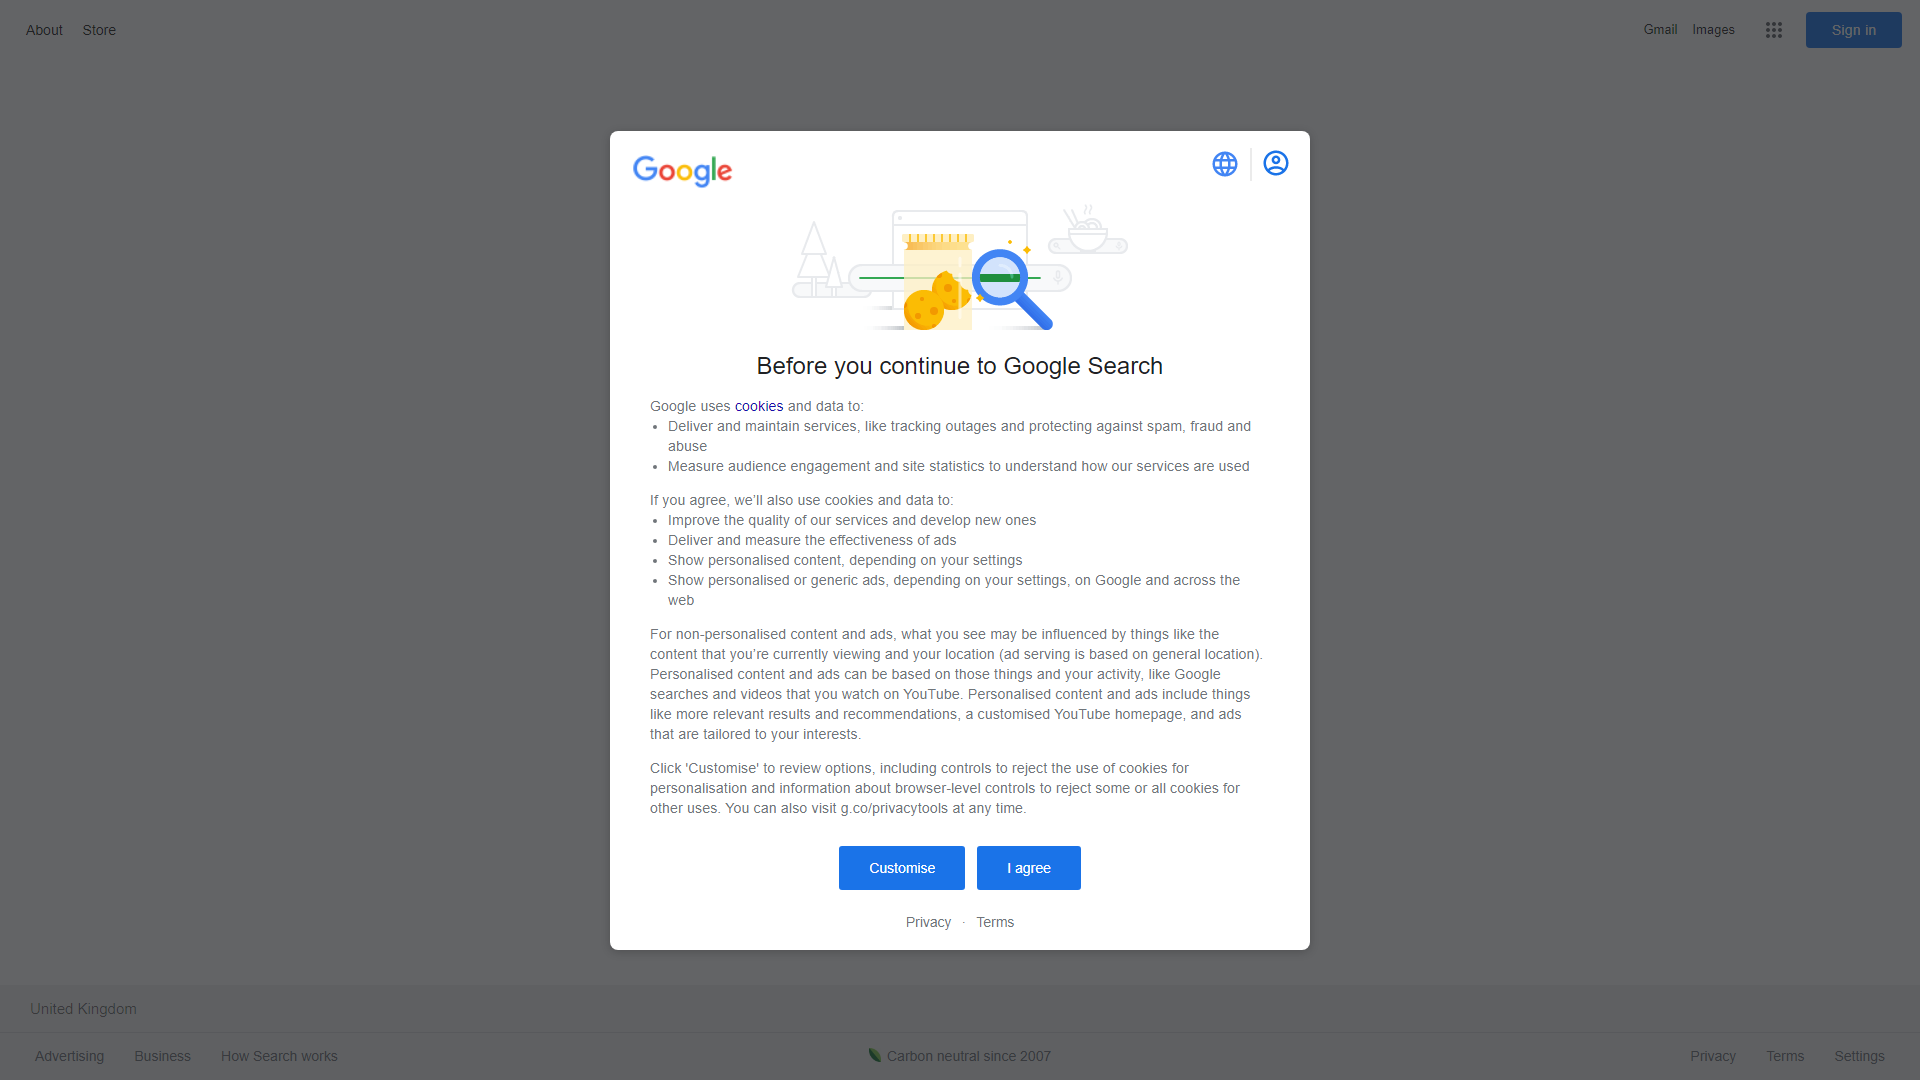 About Store
Gmail Images Sign in
Google
Before you continue to Google Search
Google uses cookies and data to:
• Deliver and maintain services, like tracking outages and protecting against spam, fraud and
abuse
• Measure audience engagement and site statistics to understand how our services are used
If you agree, we’ll also use cookies and data to:
• Improve the quality of our services and develop new ones
• Deliver and measure the effectiveness of ads
• Show personalised content, depending on your settings
• Show personalised or generic ads, depending on your settings, on Google and across the
web
For non-personalised content and ads, what you see may be influenced by things like the
content that you’re currently viewing and your location (ad serving is based on general location).
Personalised content and ads can be based on those things and your activity, like Google
searches and videos that you watch on YouTube. Personalised content and ads include things
like more relevant results and recommendations, a customised YouTube homepage, and ads
that are tailored to your interests.
Click 'Customise' to review options, including controls to reject the use of cookies for
personalisation and information about browser-level controls to reject some or all cookies for
other uses. You can also visit g.co/privacytools at any time.
Customise I agree
Privacy · Terms
United Kingdom
Advertising Business How Search works Carbon neutral since 2007 Privacy Terms Settings